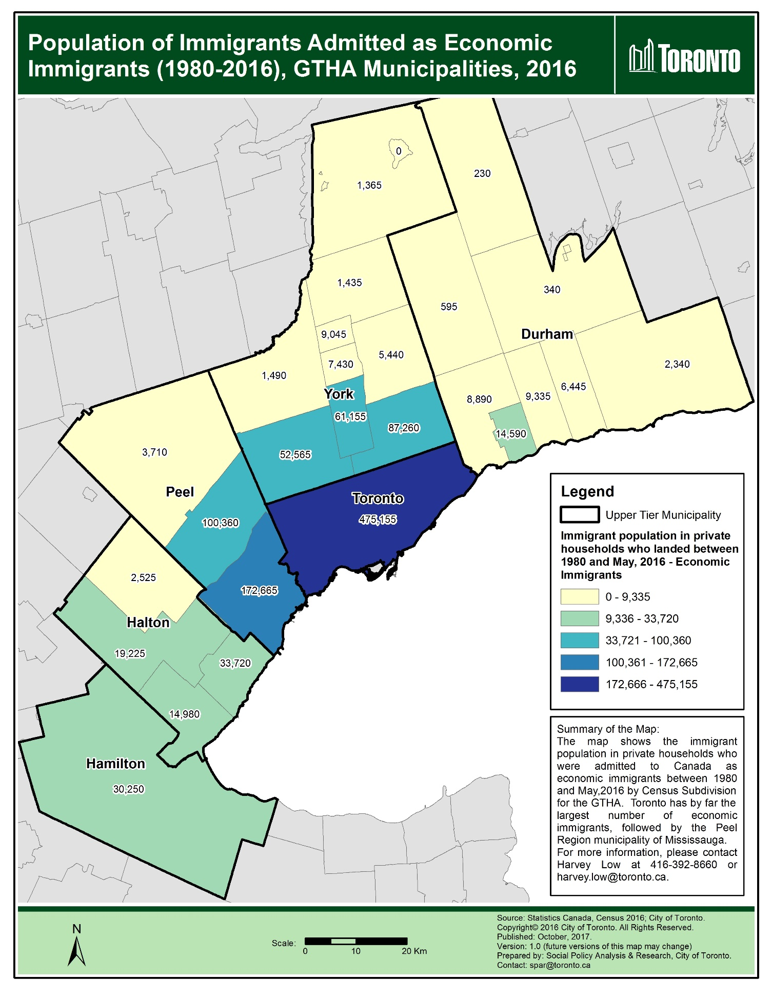 Population of Immigrants Admitted as Economic
Immigrants (1980-2016), GTHA Municipalities, 2016
TORONTO
0
230
1,365
1,435
595
340
Durham
9,045
5,440
7,430
1,490
2,340
York
6,445
9,335
8,890
61,155
87,260
14,590
52,565
3,710
Peel
Toronto
475,155
100,360
2,525
172,665
Halton
19,225
33,720
14,980
Hamilton
30,250
Legend
Upper Tier Municipality
Immigrant population in private
households who landed between
1980 and May, 2016 - Economic
Immigrants
0 - 9,335
9,336 - 33,720
33,721 - 100,360
100,361 - 172,665
172,666 - 475,155
Summary of the Map:
The map shows the immigrant
population in private households who
were admitted to Canada as
economic immigrants between 1980
and May,2016 by Census Subdivision
for the GTHA. Toronto has by far the
largest number of economic
immigrants, followed by the Peel
Region municipality of Mississauga.
For more information, please contact
Harvey Low at 416-392-8660 or
harvey.low@toronto.ca.
N
Scale:
0 10 20 Km
Source: Statistics Canada, Census 2016; City of Toronto.
Copyright© 2016 City of Toronto. All Rights Reserved.
Published: October, 2017.
Version: 1.0 (future versions of this map may change)
Prepared by: Social Policy Analysis & Research, City of Toronto.
Contact: spar@toronto.ca